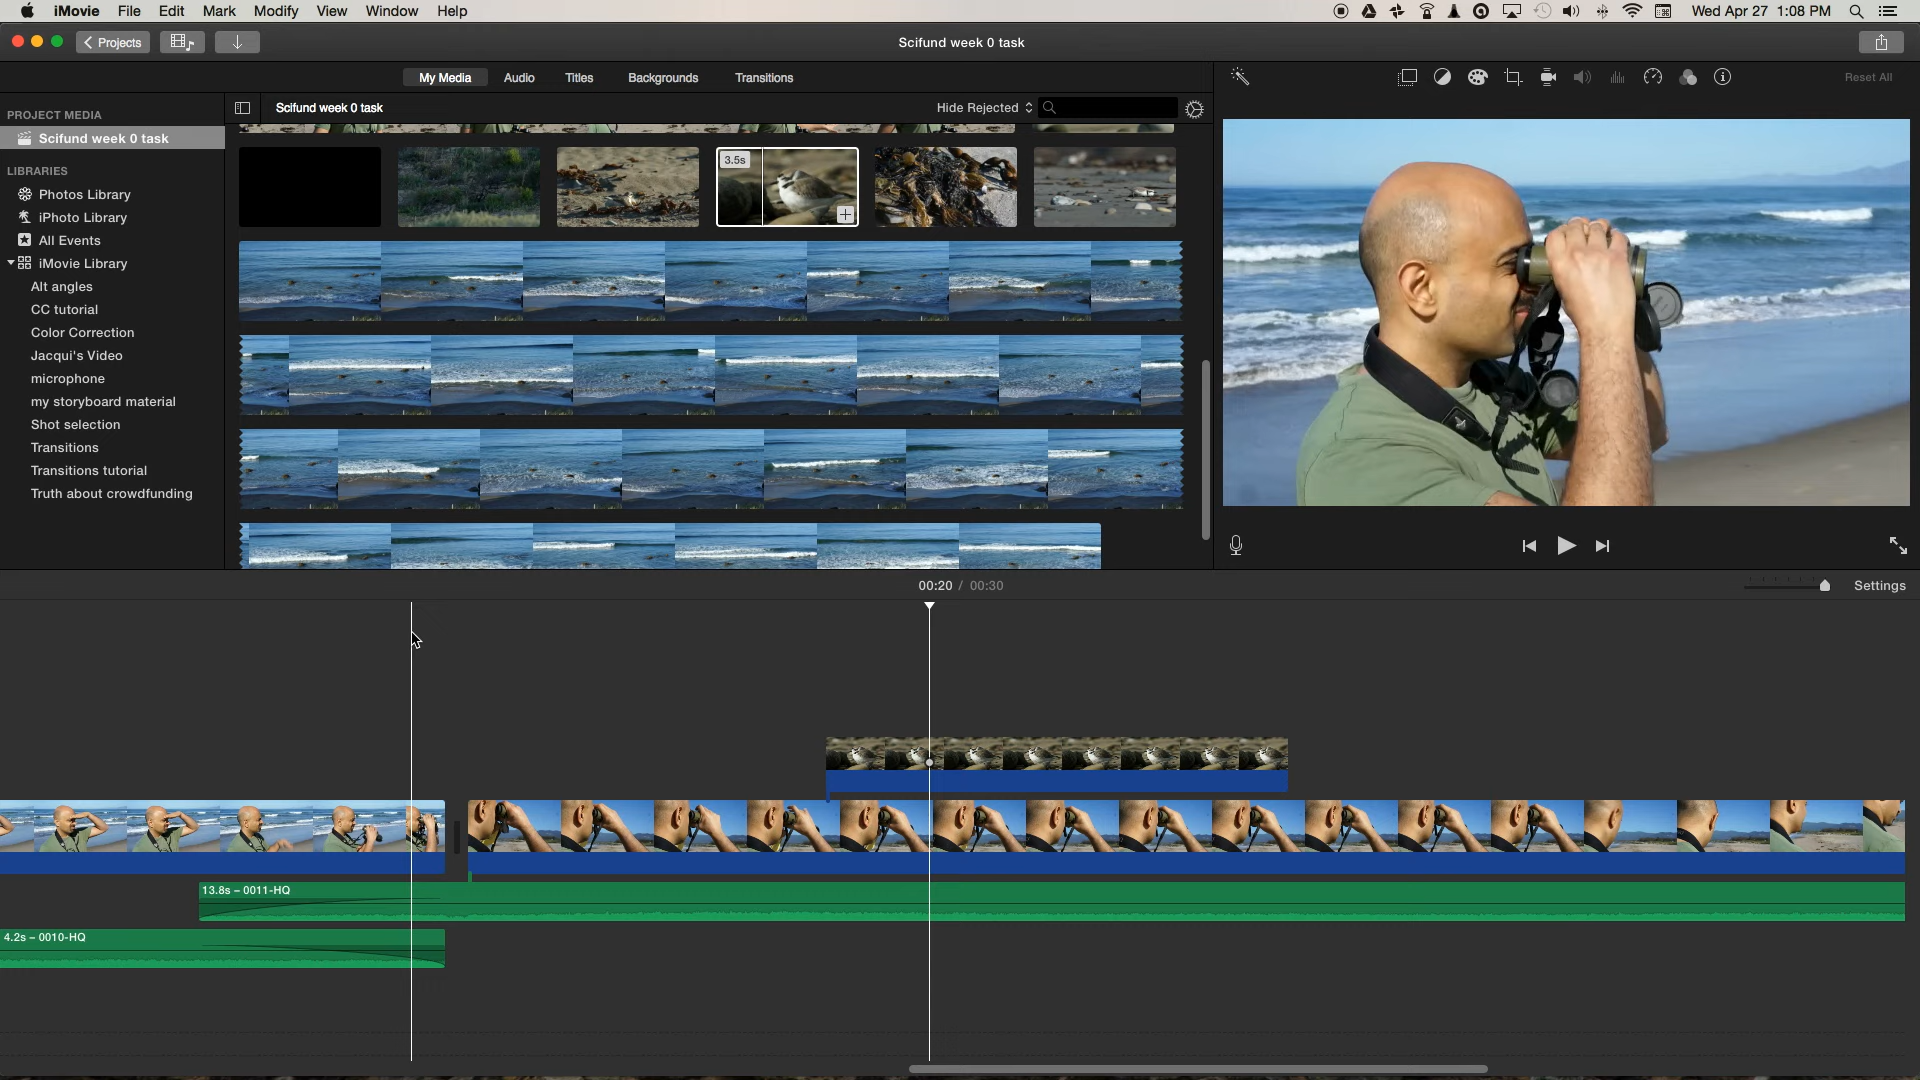 iMovie File Edit Mark Modify View Window Help
Wed Apr 27 1:08 PM
Projects
Scifund week 0 task
My Media Audio Titles Backgrounds Transitions
Reset All
PROJECT MEDIA
Scifund week 0 task
LIBRARIES
Photos Library
iPhoto Library
All Events
iMovie Library
Alt angles
CC tutorial
Color Correction
Jacqui's Video
microphone
my storyboard material
Shot selection
Transitions
Transitions tutorial
Truth about crowdfunding
Scifund week 0 task
Hide Rejected
3.5s
00:20 / 00:30
Settings
13.8s – 0011-HQ
4.2s – 0010-HQ